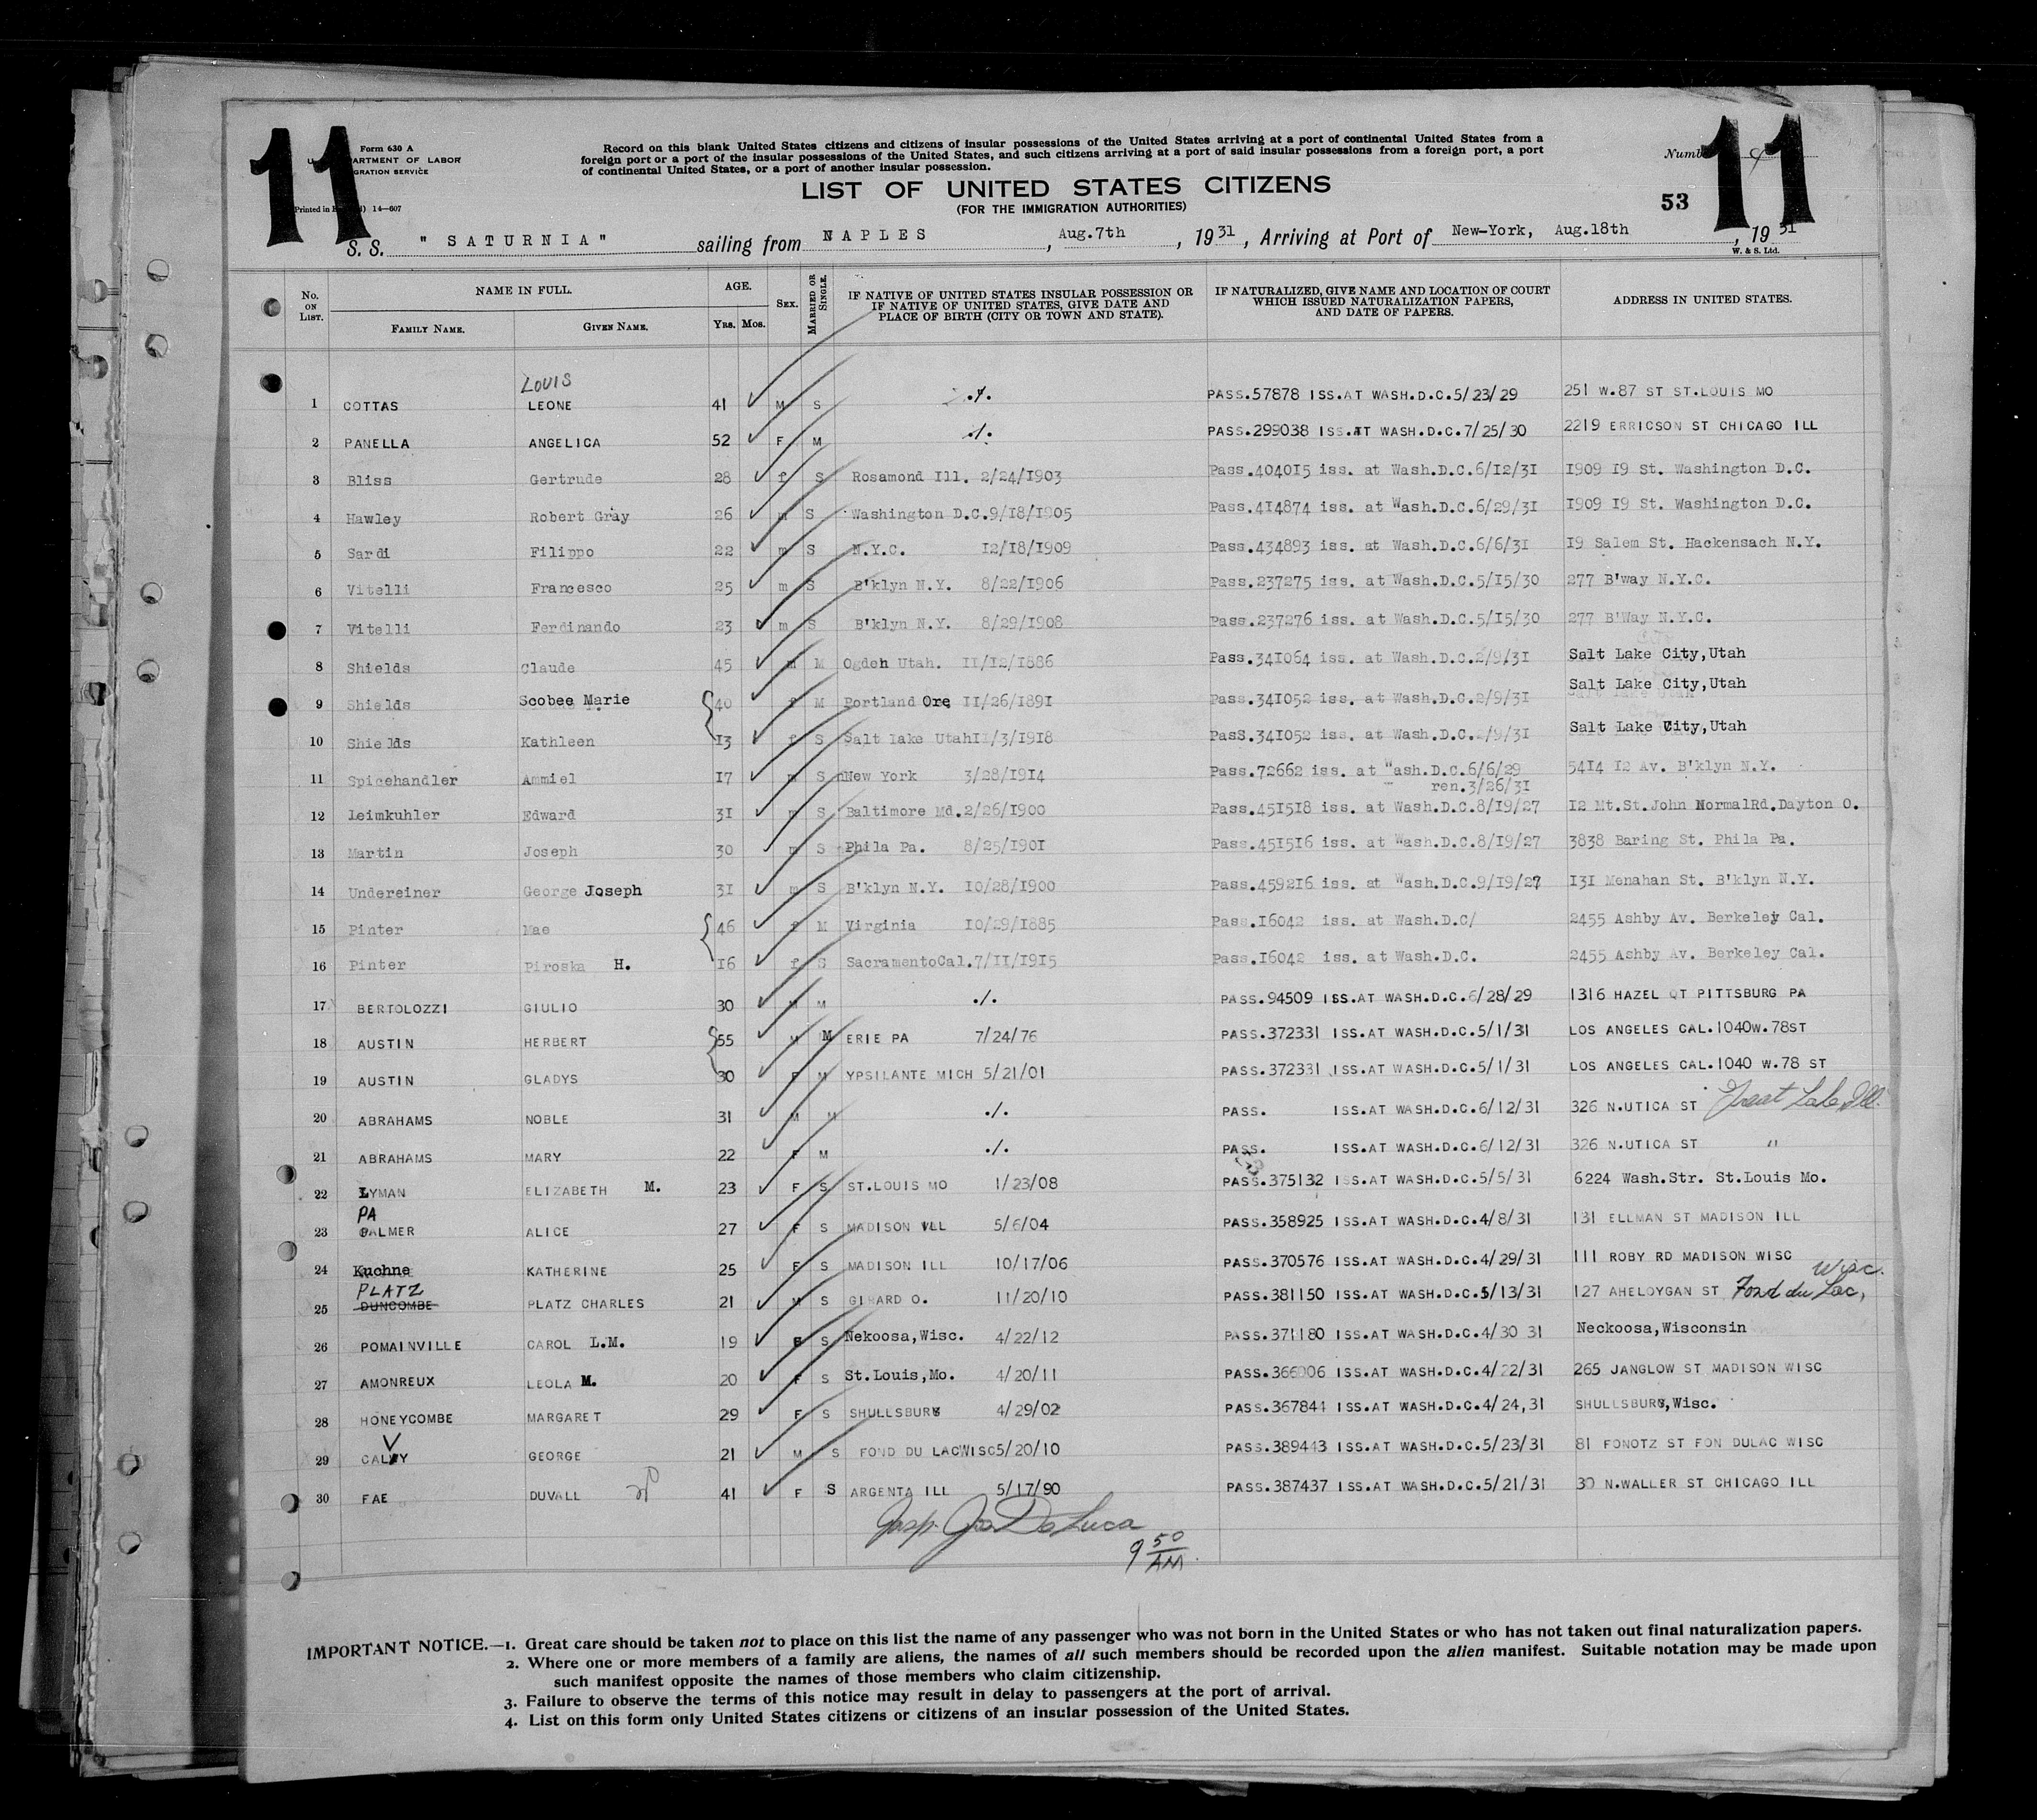 11
11
Form 630 A
U ARTMENT OF LABOR
GRATION SERVICE
Printed in 14—607
Record on this blank United States citizens and citizens of insular possessions of the United States arriving at a port of continental United States from a
foreign port or a port of the insular possessions of the United States, and such citizens arriving at a port of said insular possessions from a foreign port, a port
of continental United States, or a port of another insular possession.
LIST OF UNITED STATES CITIZENS
(FOR THE IMMIGRATION AUTHORITIES)
53
S. S. "SATURNIA" sailing from NAPLES, Aug.7th, 1931, Arriving at Port of New-York, Aug.18th, 1931
W. & S. Ltd.
No. ON LIST. NAME IN FULL. FAMILY NAME. GIVEN NAME. AGE. YRS. MOS. SEX. MARRIED OR SINGLE. IF NATIVE OF UNITED STATES INSULAR POSSESSION OR IF NATIVE OF UNITED STATES, GIVE DATE AND PLACE OF BIRTH (CITY OR TOWN AND STATE). IF NATURALIZED, GIVE NAME AND LOCATION OF COURT WHICH ISSUED NATURALIZATION PAPERS, AND DATE OF PAPERS. ADDRESS IN UNITED STATES.
LOUIS
1 COTTAS LEONE 41 M S ./. PASS.57878 ISS.AT WASH.D.C.5/23/29 251 W.87 ST ST.LOUIS MO
2 PANELLA ANGELICA 52 F M ./. PASS.299038 ISS.AT WASH.D.C.7/25/30 2219 ERRICSON ST CHICAGO ILL
3 Bliss Gertrude 28 f S Rosamond Ill. 2/24/1903 Pass.404015 iss. at Wash.D.C.6/12/31 1909 19 St. Washington D.C.
4 Hawley Robert Gray 26 m S Washington D.C.9/18/1905 Pass.414874 iss. at Wash.D.C.6/29/31 1909 19 St. Washington D.C.
5 Sardi Filippo 22 m S N.Y.C. 12/18/1909 Pass.434893 iss. at Wash.D.C.6/6/31 19 Salem St. Hackensach N.Y.
6 Vitelli Francesco 25 m S B'klyn N.Y. 8/22/1906 Pass.237275 iss. at Wash.D.C.5/15/30 277 B'way N.Y.C.
7 Vitelli Ferdinando 23 m S B'klyn N.Y. 8/29/1908 Pass.237276 iss. at Wash.D.C.5/15/30 277 B'Way N.Y.C.
8 Shields Claude 45 m M Ogden Utah. 11/12/1886 Pass.341064 iss. at Wash.D.C.2/9/31 Salt Lake City,Utah
9 Shields Scobee Marie 40 f M Portland Ore 11/26/1891 Pass.341052 iss. at Wash.D.C.2/9/31 Salt Lake City,Utah
10 Shields Kathleen 13 f S Salt lake Utah11/3/1918 PasS.341052 iss. at Wash.D.C.2/9/31 Salt Lake City,Utah
11 Spicehandler Ammiel 17 m S New York 3/28/1914 Pass.72662 iss. at Wash.D.C.6/6/29 5414 12 Av. B'klyn N.Y.
ren.3/26/31
12 Leimkuhler Edward 31 m S Baltimore Md.2/26/1900 Pass.451518 iss. at Wash.D.C.8/19/27 12 Mt.St.John NormalRd.Dayton O.
13 Martin Joseph 30 m S Phila Pa. 8/25/1901 Pass.451516 iss. at Wash.D.C.8/19/27 3838 Baring St. Phila Pa.
14 Undereiner George Joseph 31 m S B'klyn N.Y. 10/28/1900 Pass.459216 iss. at Wash.D.C.9/19/27 131 Menahan St. B'klyn N.Y.
15 Pinter Mae 46 f M Virginia 10/29/1885 Pass.16042 iss. at Wash.D.C/ 2455 Ashby Av. Berkeley Cal.
16 Pinter Piroska H. 16 f S SacramentoCal.7/11/1915 Pass.16042 iss. at Wash.D.C. 2455 Ashby Av. Berkeley Cal.
17 BERTOLOZZI GIULIO 30 M M ./. PASS.94509 ISS.AT WASH.D.C.6/28/29 1316 HAZEL QT PITTSBURG PA
18 AUSTIN HERBERT 55 M M ERIE PA 7/24/76 PASS.372331 ISS.AT WASH.D.C.5/1/31 LOS ANGELES CAL.1040W.78ST
19 AUSTIN GLADYS 30 F M YPSILANTE MICH 5/21/01 PASS.372331 ISS.AT WASH.D.C.5/1/31 LOS ANGELES CAL.1040 W.78 ST
20 ABRAHAMS NOBLE 31 M M ./. PASS. ISS.AT WASH.D.C.6/12/31 326 N.UTICA ST Great Lake, Ill.
21 ABRAHAMS MARY 22 F M ./. PASS. ISS.AT WASH.D.C.6/12/31 326 N.UTICA ST "
22 LYMAN ELIZABETH M. 23 F S ST.LOUIS MO 1/23/08 PASS.375132 ISS.AT WASH.D.C.5/5/31 6224 Wash.Str. St.Louis Mo.
PA
23 PALMER ALICE 27 F S MADISON ILL 5/6/04 PASS.358925 ISS.AT WASH.D.C.4/8/31 131 ELLMAN ST MADISON ILL
24 Kuchne KATHERINE 25 F S MADISON ILL 10/17/06 PASS.370576 ISS.AT WASH.D.C.4/29/31 111 ROBY RD MADISON WISC
PLATZ
25 DUNCOMBE PLATZ CHARLES 21 M S GIRARD O. 11/20/10 PASS.381150 ISS.AT WASH.D.C.5/13/31 127 AHELOYGAN ST Fond du Lac, Wisc.
26 POMAINVILLE CAROL L.M. 19 S Nekoosa,Wisc. 4/22/12 PASS.371180 ISS.AT WASH.D.C.4/30 31 Neckoosa,Wisconsin
27 AMONREUX LEOLA M. 20 F S St.Louis,Mo. 4/20/11 PASS.366006 ISS.AT WASH.D.C.4/22/31 265 JANGLOW ST MADISON WISC
28 HONEYCOMBE MARGARET 29 F S SHULLSBURG 4/29/02 PASS.367844 ISS.AT WASH.D.C.4/24,31 SHULLSBURG,Wisc.
V
29 CALVY GEORGE 21 M S FOND DU LACWISC5/20/10 PASS.389443 ISS.AT WASH.D.C.5/23/31 81 FONOTZ ST FON DULAC WISC
30 FAE DUVALL 41 F S ARGENTA ILL 5/17/90 PASS.387437 ISS.AT WASH.D.C.5/21/31 30 N.WALLER ST CHICAGO ILL
Insp. Jos DeLuca
9 50 AM.
IMPORTANT NOTICE.—1. Great care should be taken not to place on this list the name of any passenger who was not born in the United States or who has not taken out final naturalization papers.
2. Where one or more members of a family are aliens, the names of all such members should be recorded upon the alien manifest. Suitable notation may be made upon
such manifest opposite the names of those members who claim citizenship.
3. Failure to observe the terms of this notice may result in delay to passengers at the port of arrival.
4. List on this form only United States citizens or citizens of an insular possession of the United States.